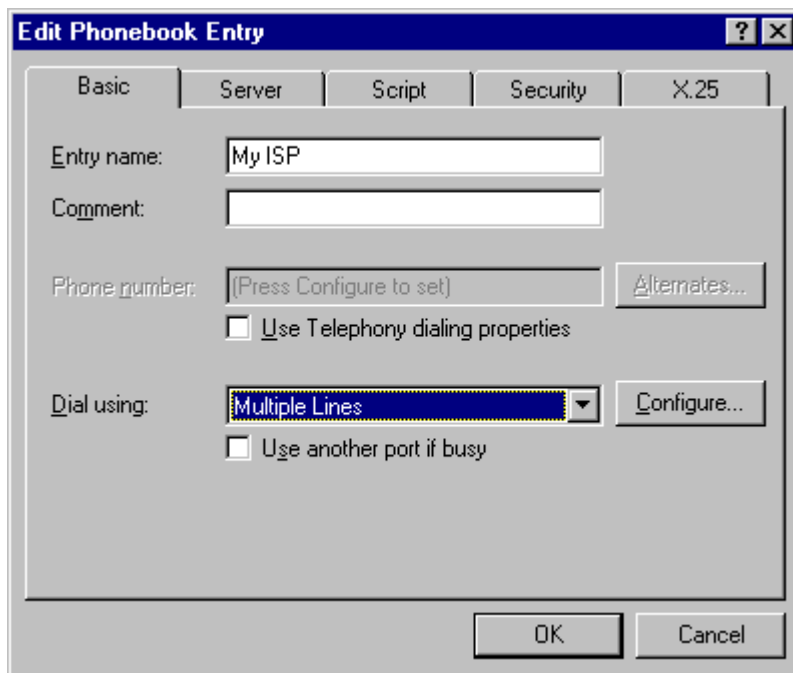 Edit Phonebook Entry
Basic Server Script Security X.25
Entry name: My ISP
Comment:
Phone number: (Press Configure to set) Alternates...
Use Telephony dialing properties
Dial using: Multiple Lines Configure...
Use another port if busy
OK Cancel